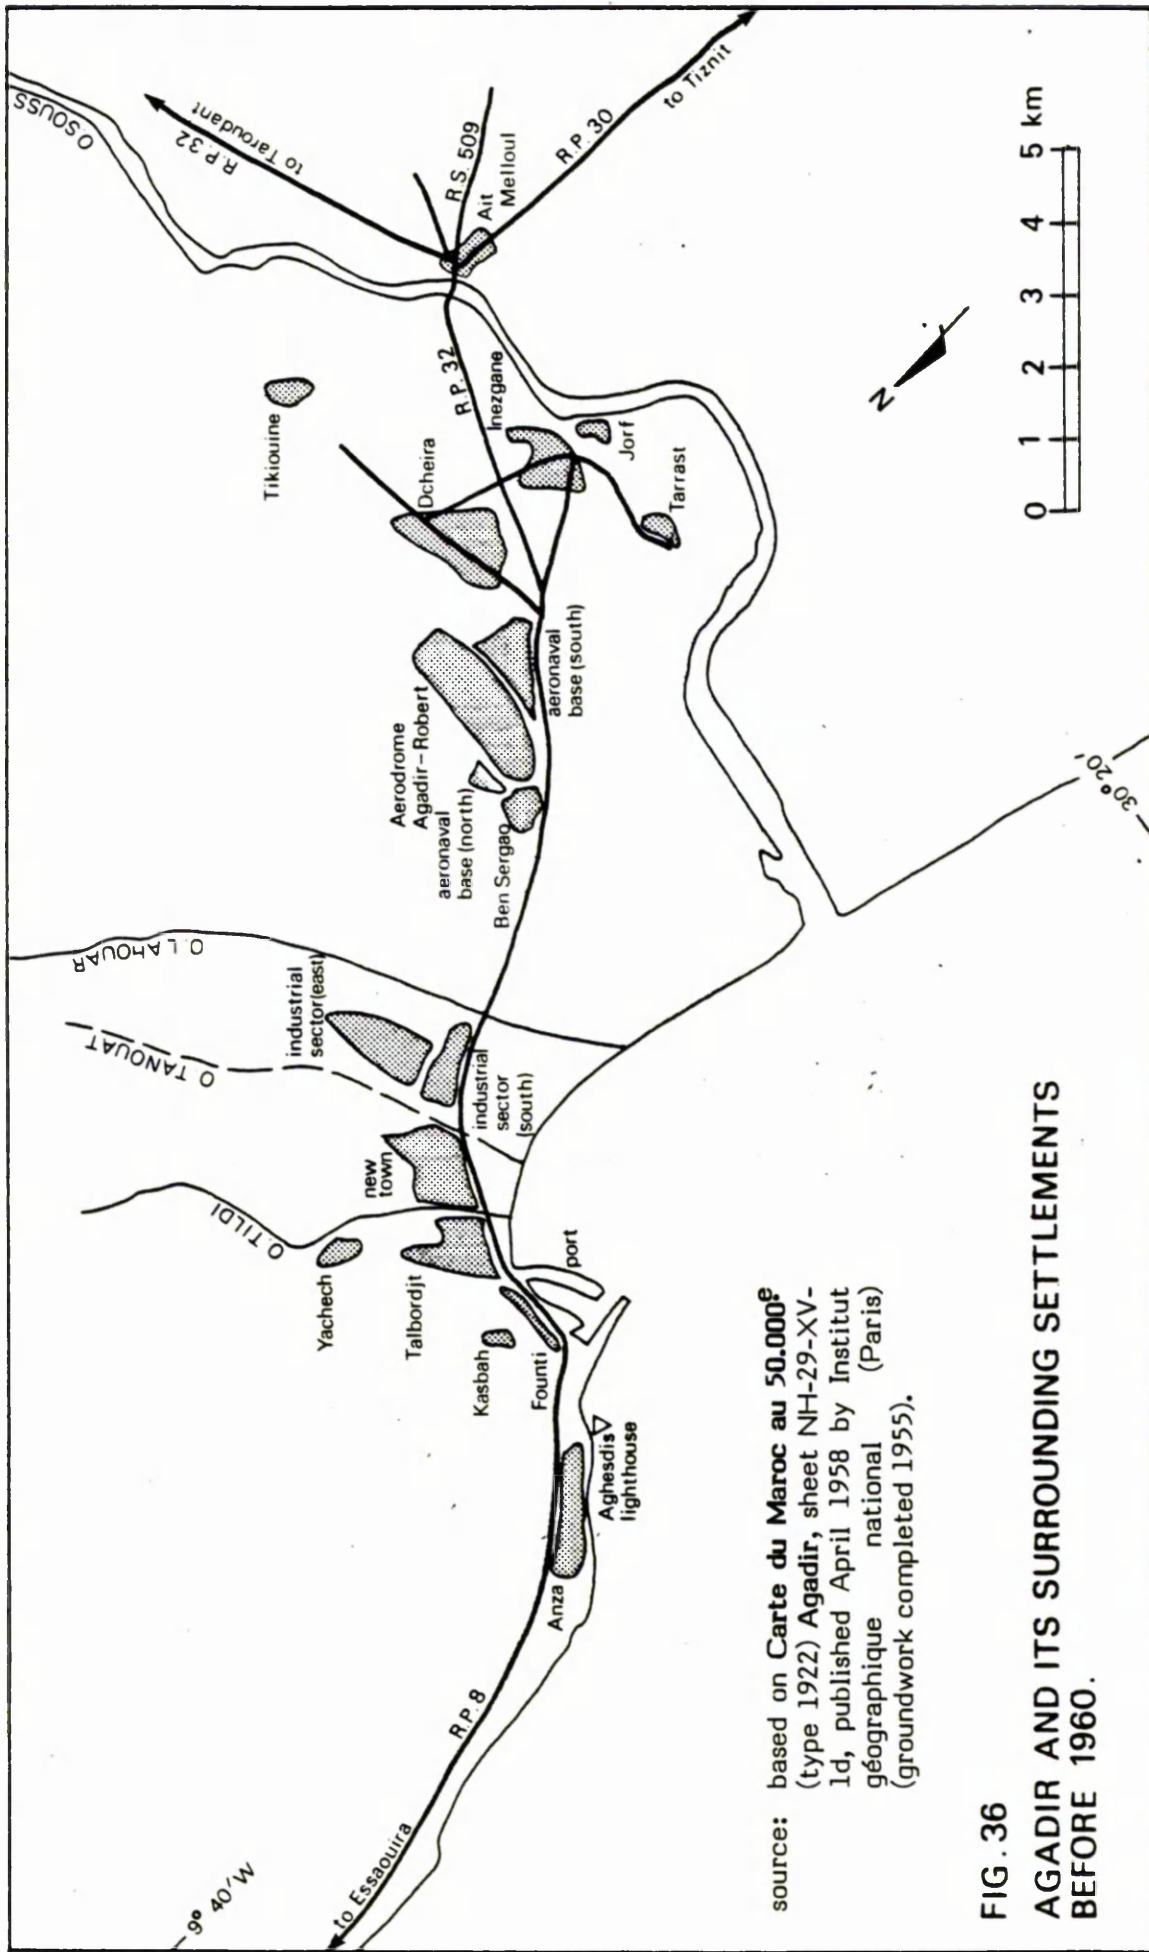 9° 40′ W
to Essaouira
R.P. 8
Anza
Aghesdis
lighthouse
Founti
Kasbah
Talbordjt
Yachech
port
O.TILDI
new
town
O.TANOUAT
industrial
sector(east)
industrial
sector
(south)
O.LAHOUAR
Ben Sergao
aeronaval
base (north)
Aerodrome
Agadir–Robert
aeronaval
base (south)
Dcheira
Tikiouine
Inezgane
Jorf
Tarrast
R.P. 32
Ait
Melloul
R.S. 509
R.P. 32
to Taroudant
O.SOUSS
R.P. 30
to Tiznit
30° 20′
N
0 1 2 3 4 5 km
source: based on Carte du Maroc au 50.000e
(type 1922) Agadir, sheet NH-29-XV-
1d, published April 1958 by Institut
géographique national (Paris)
(groundwork completed 1955).
FIG. 36
AGADIR AND ITS SURROUNDING SETTLEMENTS
BEFORE 1960.